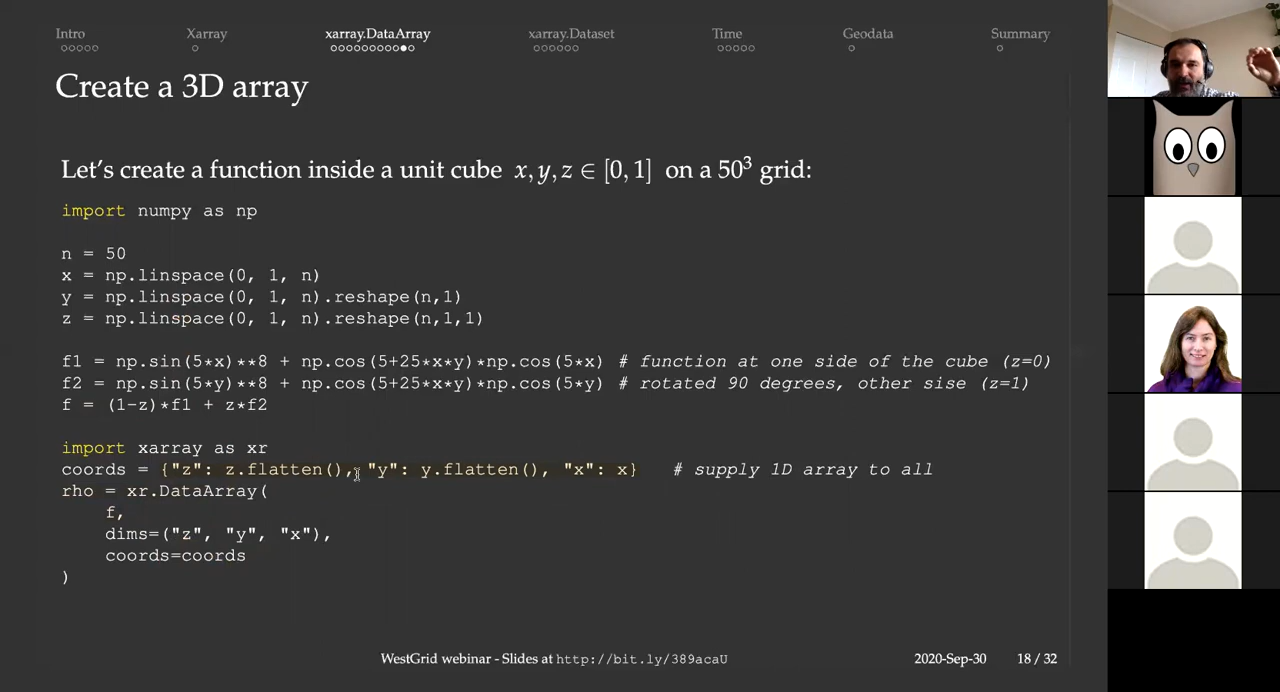 Intro Xarray xarray.DataArray xarray.Dataset Time Geodata Summary
Create a 3D array
Let's create a function inside a unit cube x, y, z ∈ [0, 1] on a 50³ grid:
import numpy as np
n = 50
x = np.linspace(0, 1, n)
y = np.linspace(0, 1, n).reshape(n,1)
z = np.linspace(0, 1, n).reshape(n,1,1)
f1 = np.sin(5*x)**8 + np.cos(5+25*x*y)*np.cos(5*x) # function at one side of the cube (z=0)
f2 = np.sin(5*y)**8 + np.cos(5+25*x*y)*np.cos(5*y) # rotated 90 degrees, other sise (z=1)
f = (1-z)*f1 + z*f2
import xarray as xr
coords = {"z": z.flatten(), "y": y.flatten(), "x": x} # supply 1D array to all
rho = xr.DataArray(
f,
dims=("z", "y", "x"),
coords=coords
)
WestGrid webinar - Slides at http://bit.ly/389acaU 2020-Sep-30 18 / 32